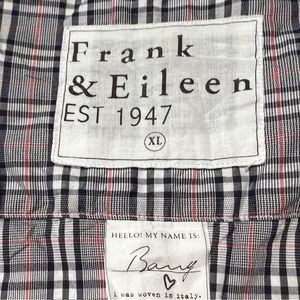 Frank
& Eileen
EST 1947
XL
HELLO! MY NAME IS:
Barry
i was woven in italy.